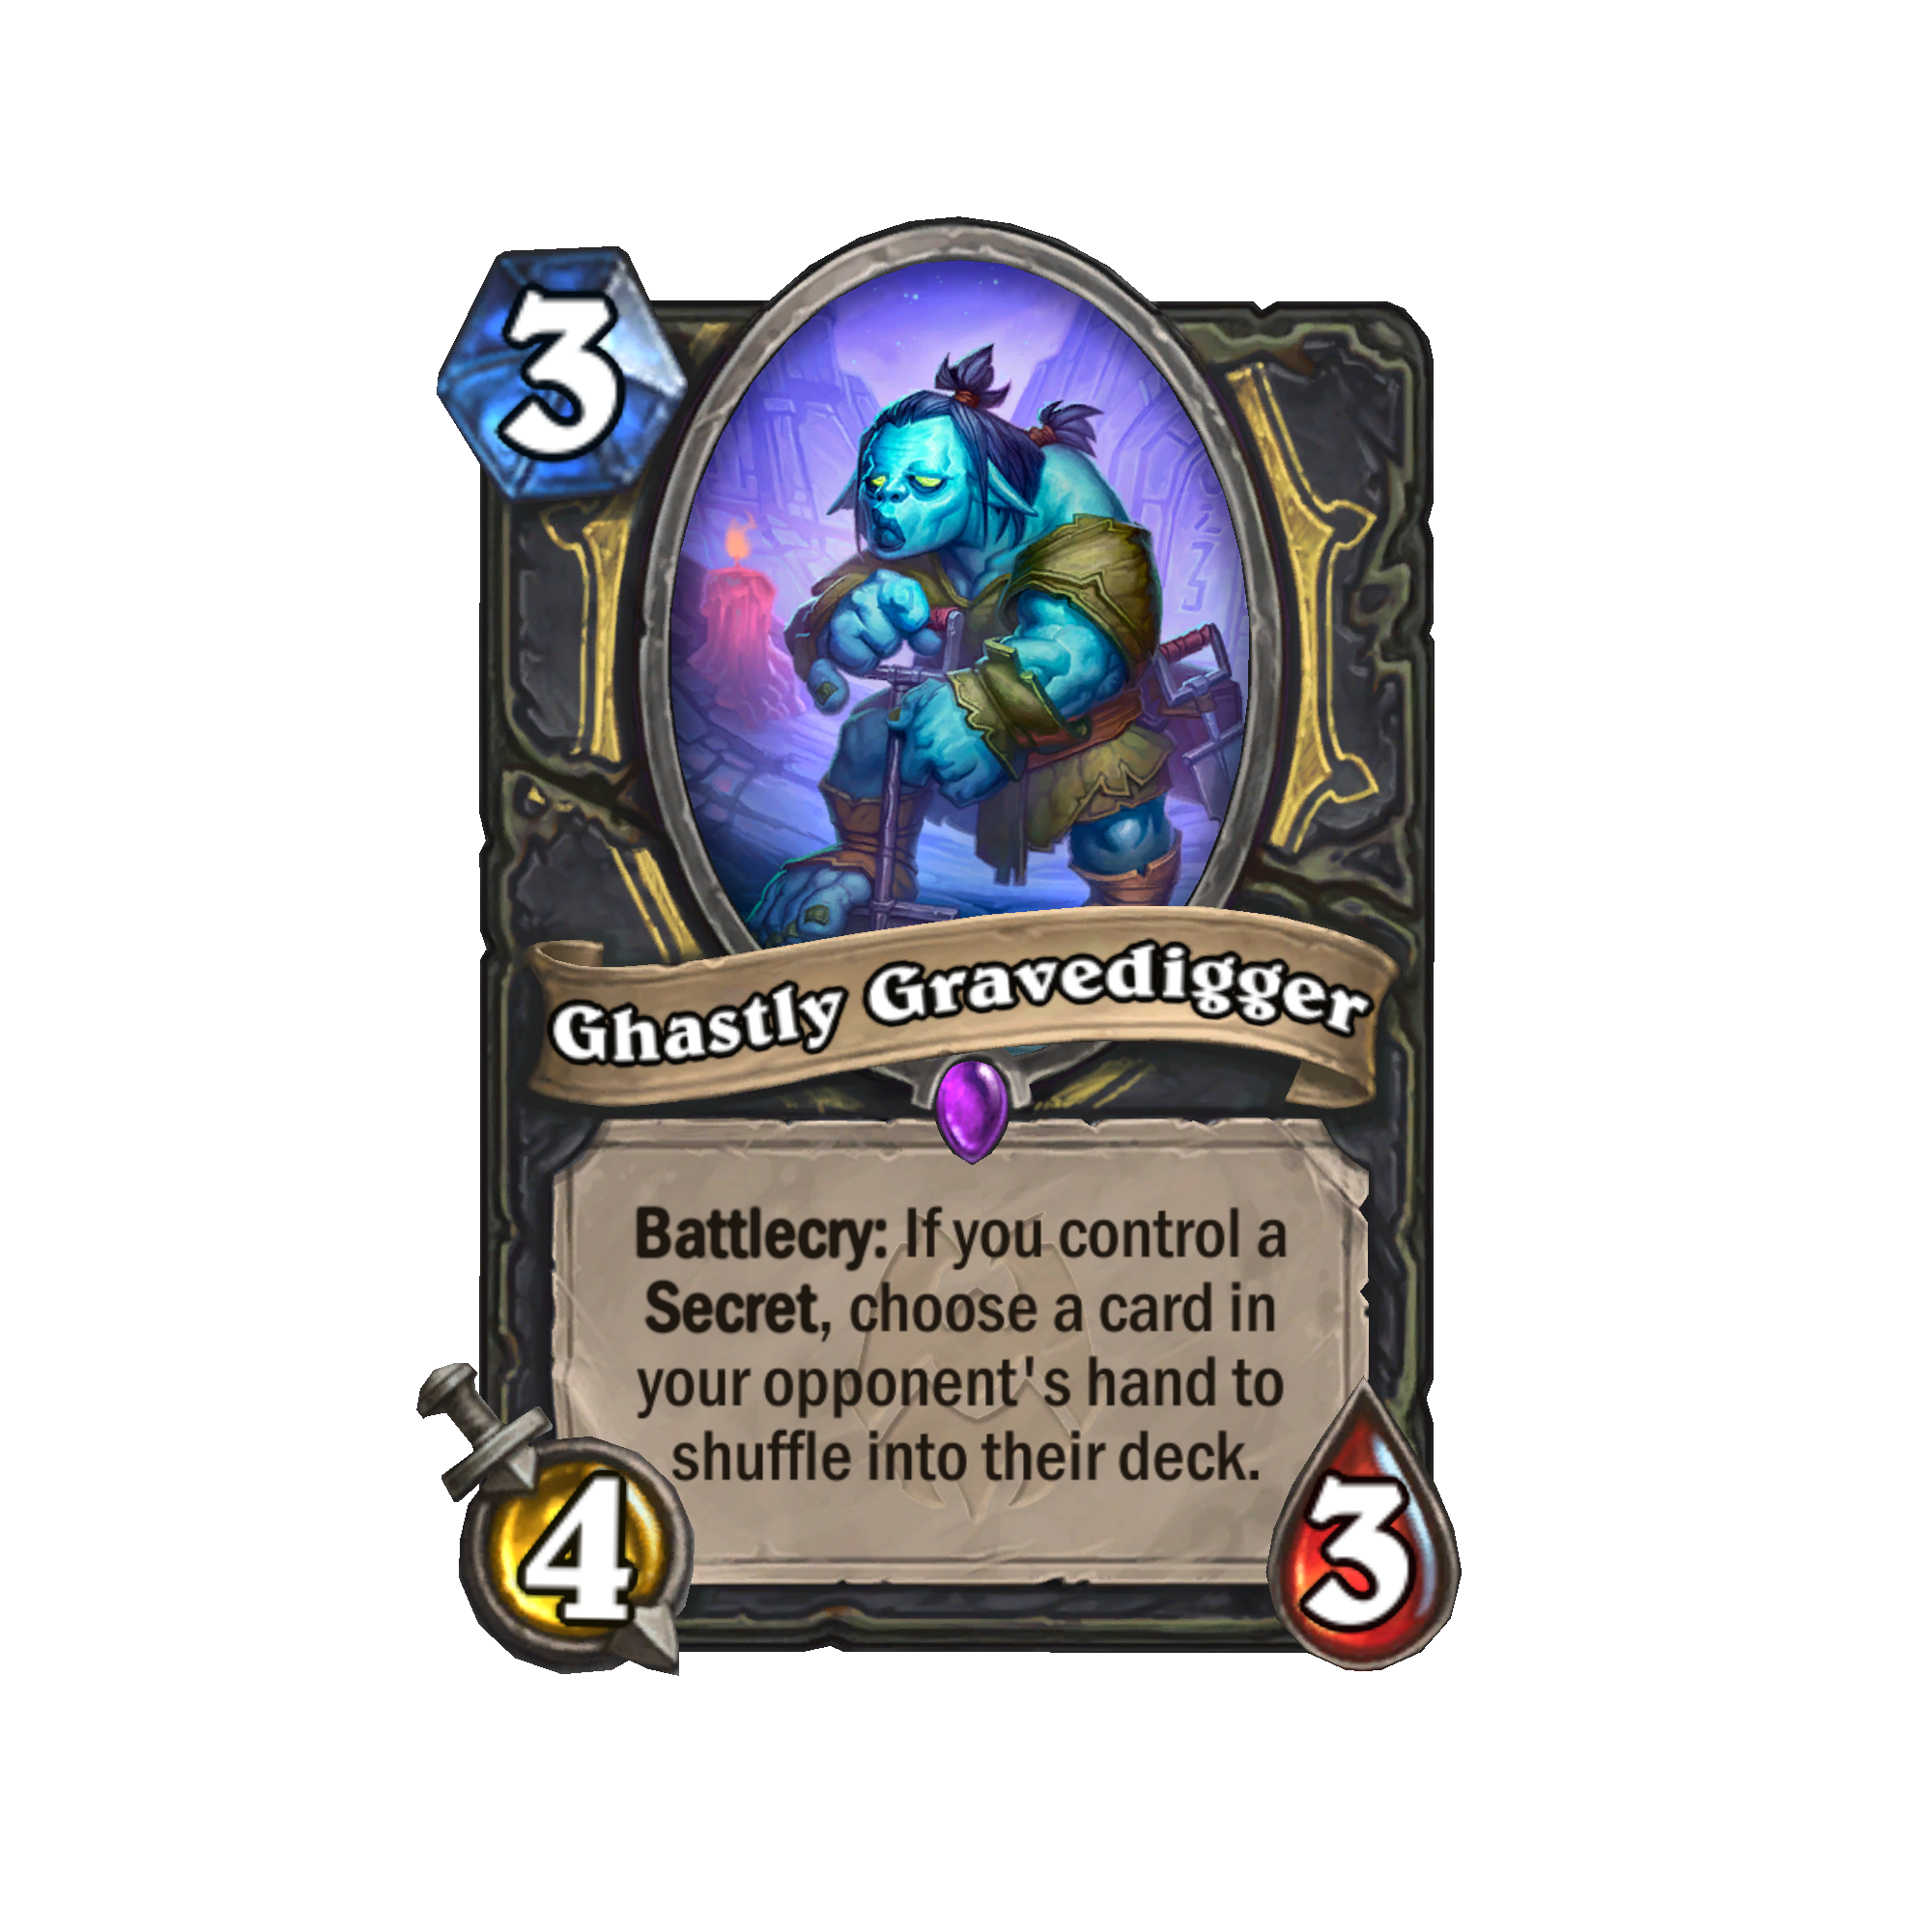 3
Ghastly Gravedigger
Battlecry: If you control a
Secret, choose a card in
your opponent's hand to
shuffle into their deck.
4
3